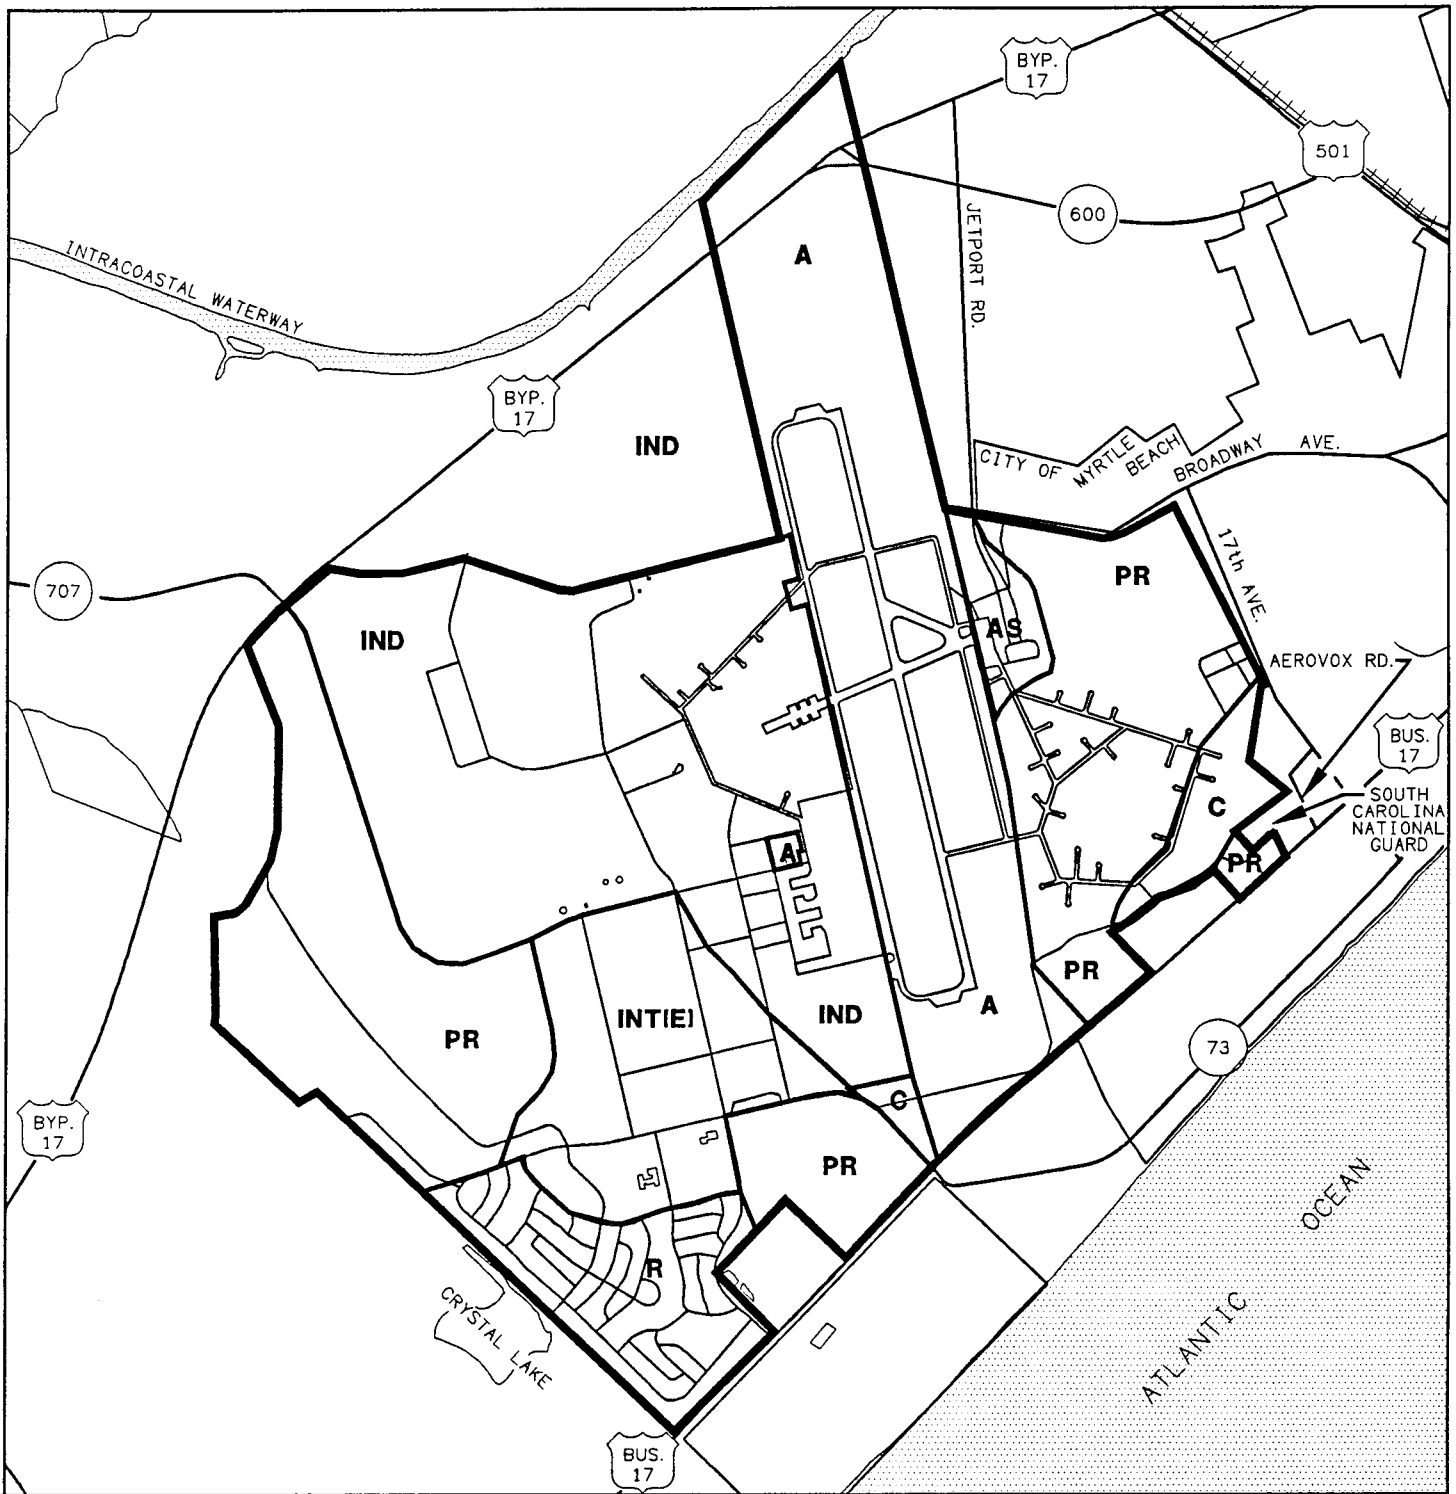 BYP.
17
501
600
JETPORT RD.
A
INTRACOASTAL WATERWAY
BYP.
17
IND
CITY OF MYRTLE
BEACH
BROADWAY AVE.
17th AVE.
PR
707
IND
AS
AEROVOX RD.
BUS.
17
C
SOUTH
CAROLINA
NATIONAL
GUARD
A
PR
PR
INT(E)
IND
A
PR
73
C
BYP.
17
PR
R
CRYSTAL LAKE
ATLANTIC OCEAN
BUS.
17